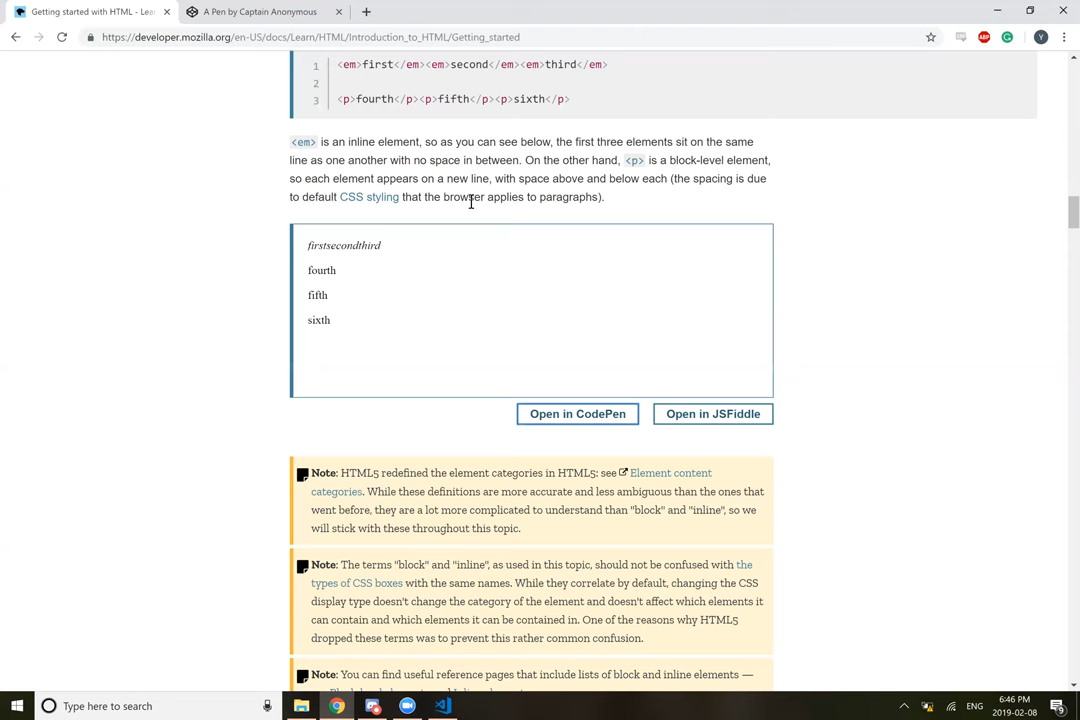 Getting started with HTML - Lea
A Pen by Captain Anonymous
https://developer.mozilla.org/en-US/docs/Learn/HTML/Introduction_to_HTML/Getting_started
ABP
Y
1 <em>first</em><em>second</em><em>third</em>
2
3 <p>fourth</p><p>fifth</p><p>sixth</p>
<em> is an inline element, so as you can see below, the first three elements sit on the same
line as one another with no space in between. On the other hand, <p> is a block-level element,
so each element appears on a new line, with space above and below each (the spacing is due
to default CSS styling that the browser applies to paragraphs).
firstsecondthird
fourth
fifth
sixth
Open in CodePen
Open in JSFiddle
Note: HTML5 redefined the element categories in HTML5: see Element content
categories. While these definitions are more accurate and less ambiguous than the ones that
went before, they are a lot more complicated to understand than "block" and "inline", so we
will stick with these throughout this topic.
Note: The terms "block" and "inline", as used in this topic, should not be confused with the
types of CSS boxes with the same names. While they correlate by default, changing the CSS
display type doesn't change the category of the element and doesn't affect which elements it
can contain and which elements it can be contained in. One of the reasons why HTML5
dropped these terms was to prevent this rather common confusion.
Note: You can find useful reference pages that include lists of block and inline elements —
Type here to search
ENG
6:46 PM
2019-02-08